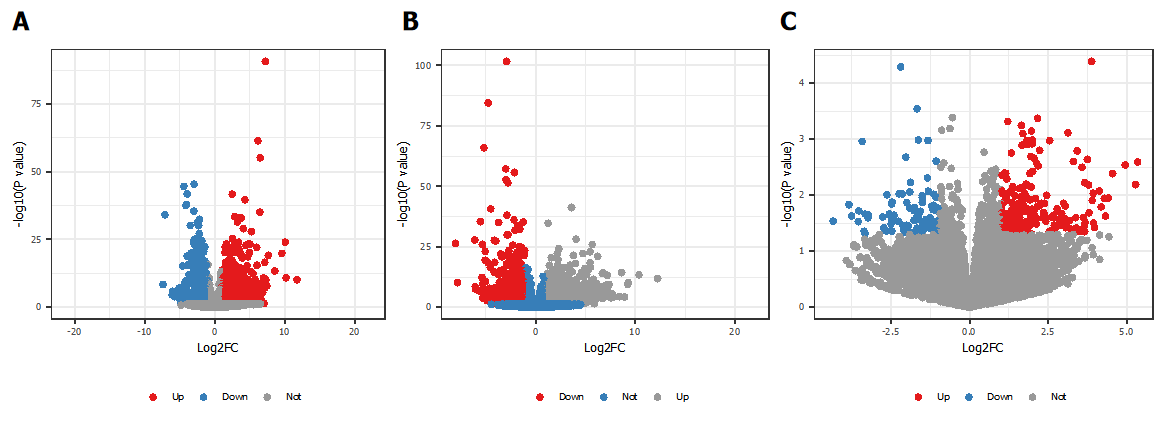 A
B
C
-log10(P value)
75
50
25
0
-20
-10
0
10
20
Log2FC
Up
Down
Not
-log10(P value)
100
75
50
25
0
0
10
20
Log2FC
Down
Not
Up
-log10(P value)
4
3
2
1
0
-2.5
0.0
2.5
5.0
Log2FC
Up
Down
Not